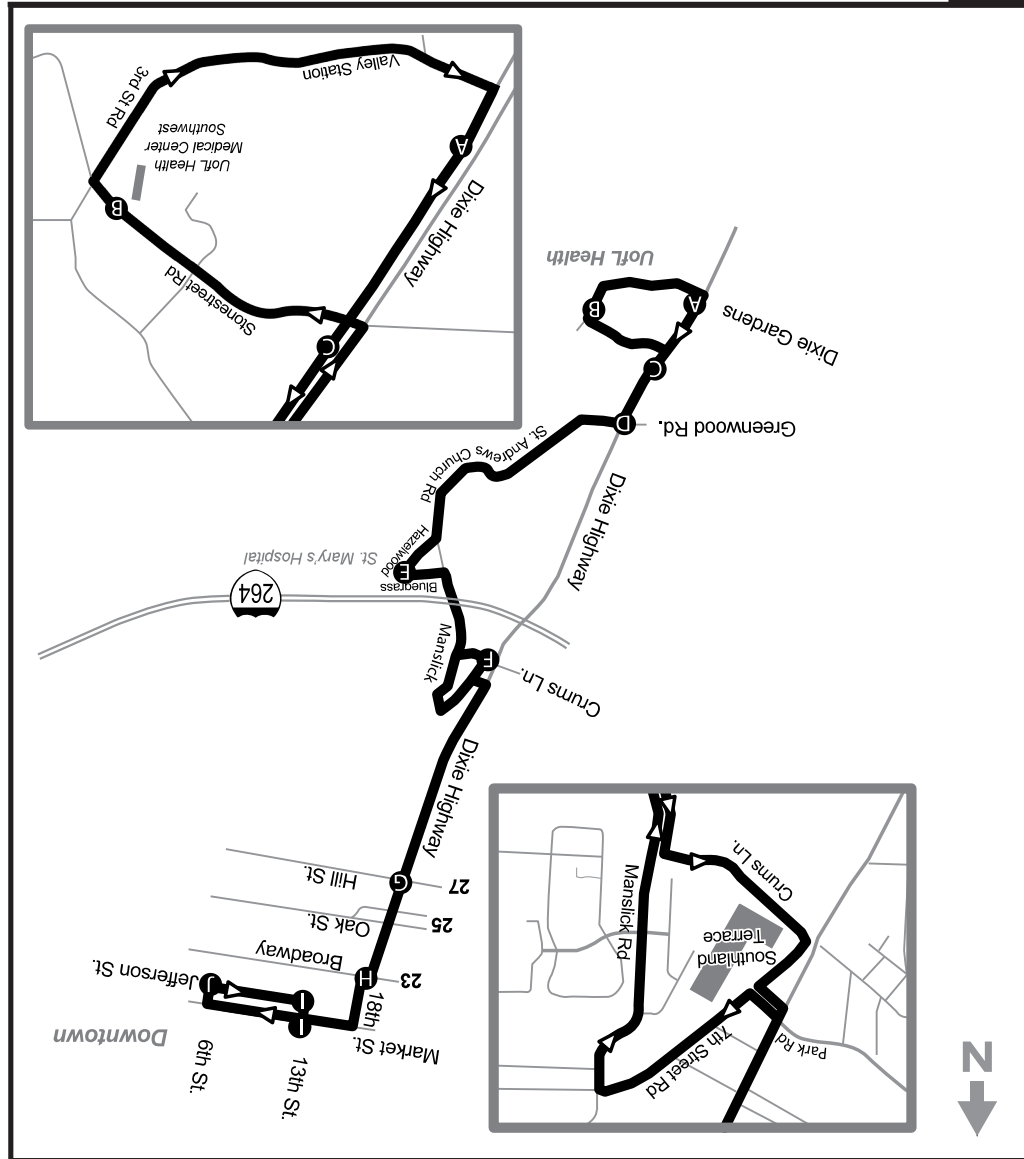 N
Park Rd
7th Street Rd
Southland
Terrace
Manslick Rd
Crums Ln.
6th St.
13th St.
Downtown
Market St.
18th
I
Jefferson St.
J
I
H
23
Broadway
25
Oak St.
27
G
Hill St.
Dixie Highway
Crums Ln.
F
Manslick
264
Bluegrass
E
Hazelwood
St. Mary's Hospital
Dixie Highway
St. Andrews Church Rd
Greenwood Rd.
D
C
Dixie Gardens
A
B
UofL Health
C
Stonestreet Rd
Dixie Highway
B
UofL Health
Medical Center
Southwest
A
3rd St Rd
Valley Station